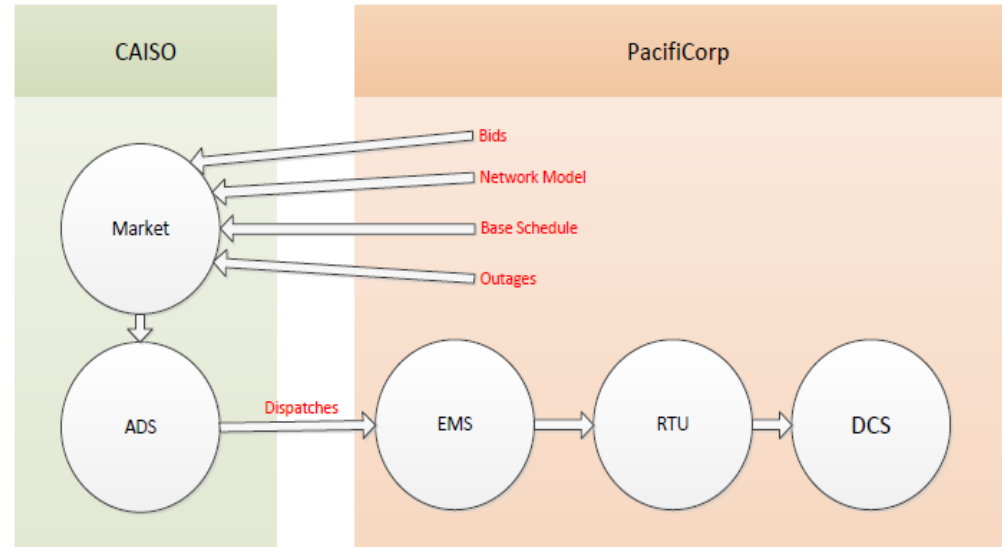 CAISO
PacifiCorp
Bids
Network Model
Market
Base Schedule
Outages
ADS
Dispatches
EMS
RTU
DCS